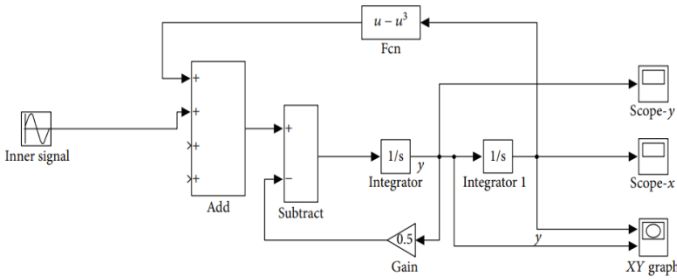 u − u³
Fcn
+
+
+
+
Add
+
−
Subtract
Inner signal
1/s
Integrator
y
1/s
Integrator 1
0.5
Gain
Scope-y
Scope-x
y
XY graph